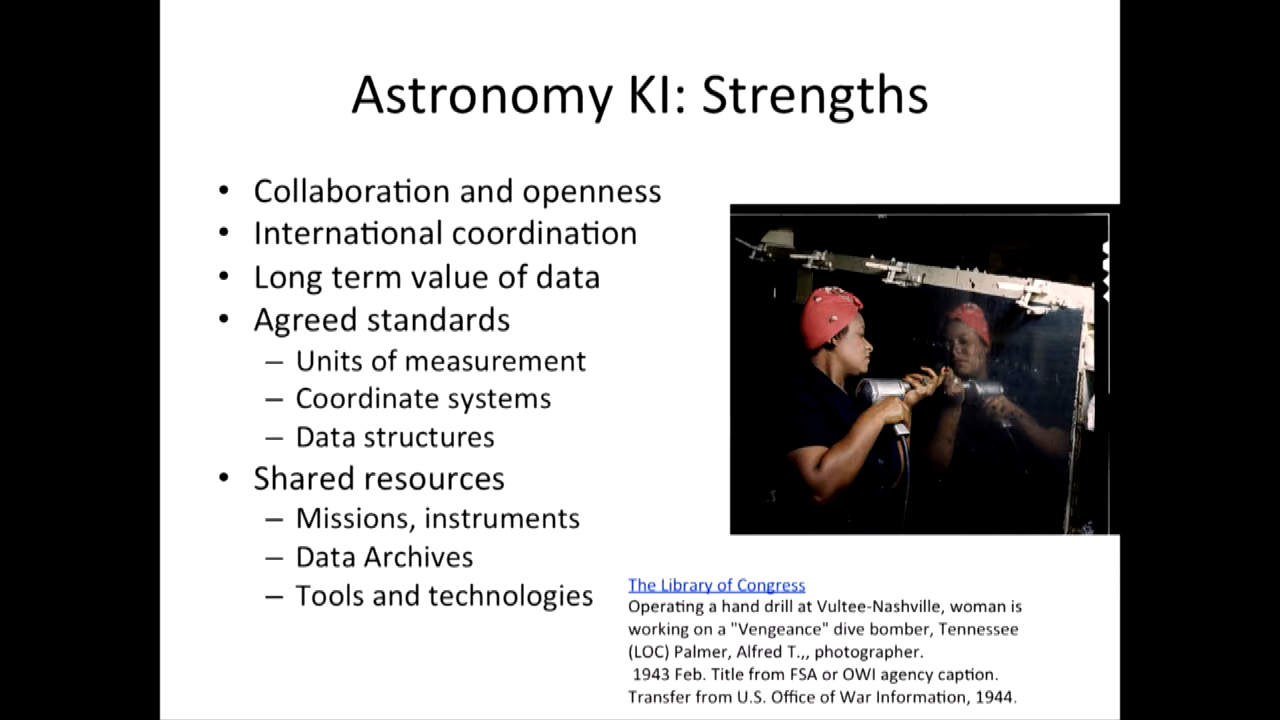 Astronomy KI: Strengths
• Collaboration and openness
• International coordination
• Long term value of data
• Agreed standards
– Units of measurement
– Coordinate systems
– Data structures
• Shared resources
– Missions, instruments
– Data Archives
– Tools and technologies
The Library of Congress
Operating a hand drill at Vultee-Nashville, woman is
working on a "Vengeance" dive bomber, Tennessee
(LOC) Palmer, Alfred T.,, photographer.
1943 Feb. Title from FSA or OWI agency caption.
Transfer from U.S. Office of War Information, 1944.